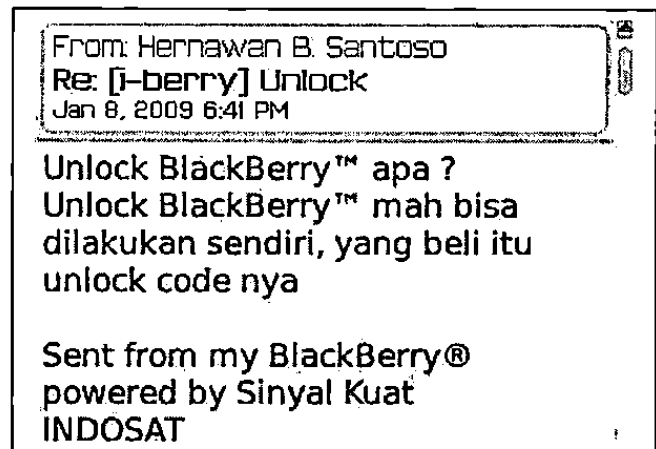 From: Hernawan B. Santoso
Re: [i-berry] Unlock
Jan 8, 2009 6:41 PM
Unlock BlackBerry™ apa ?
Unlock BlackBerry™ mah bisa
dilakukan sendiri, yang beli itu
unlock code nya
Sent from my BlackBerry®
powered by Sinyal Kuat
INDOSAT